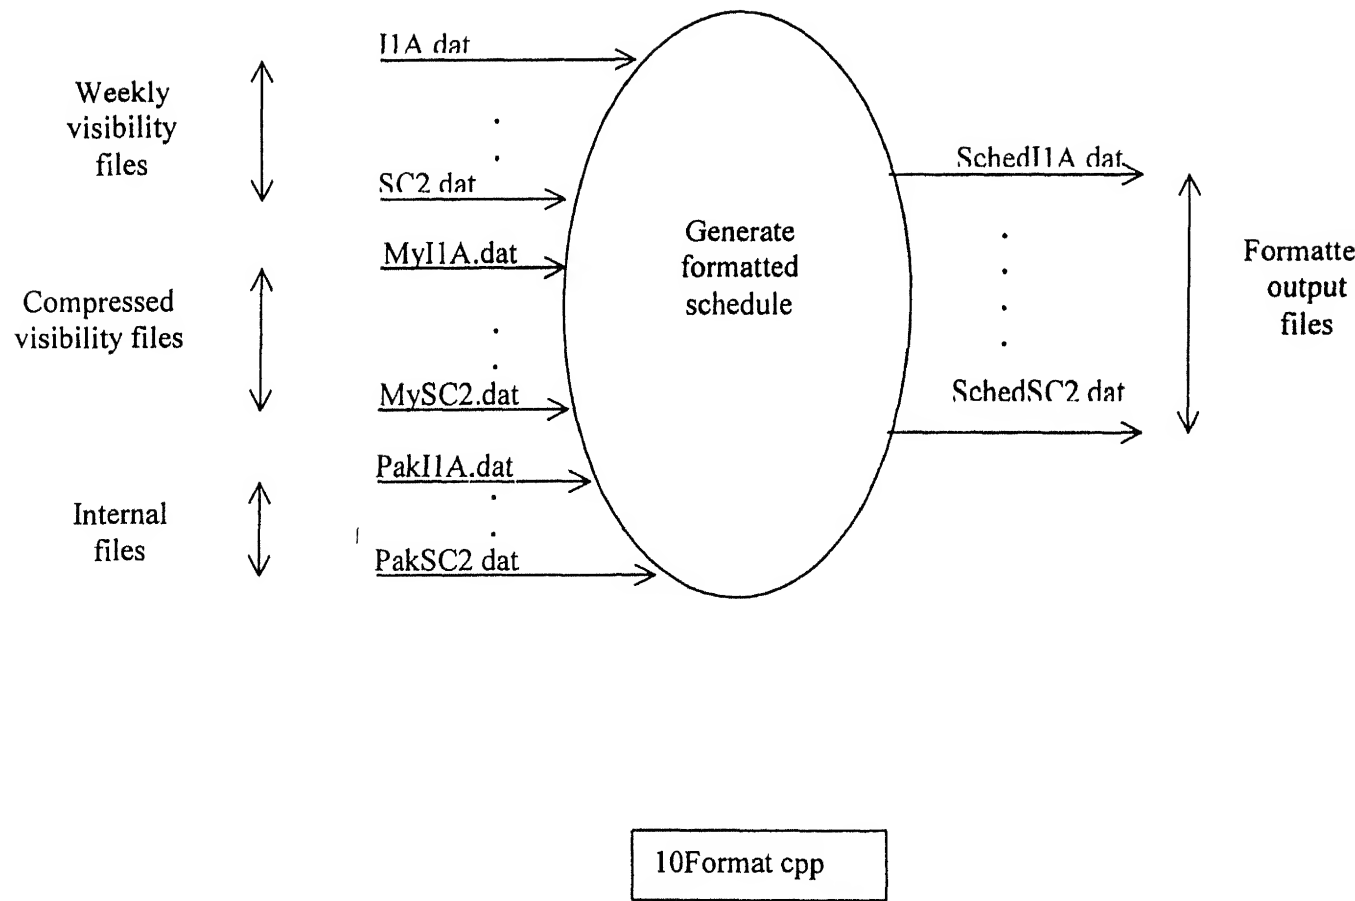 I1A dat
Weekly
visibility
files
SC2 dat
MyI1A.dat
Compressed
visibility files
MySC2.dat
PakI1A.dat
Internal
files
PakSC2 dat
Generate
formatted
schedule
SchedI1A dat
SchedSC2 dat
Formatte
output
files
10Format cpp